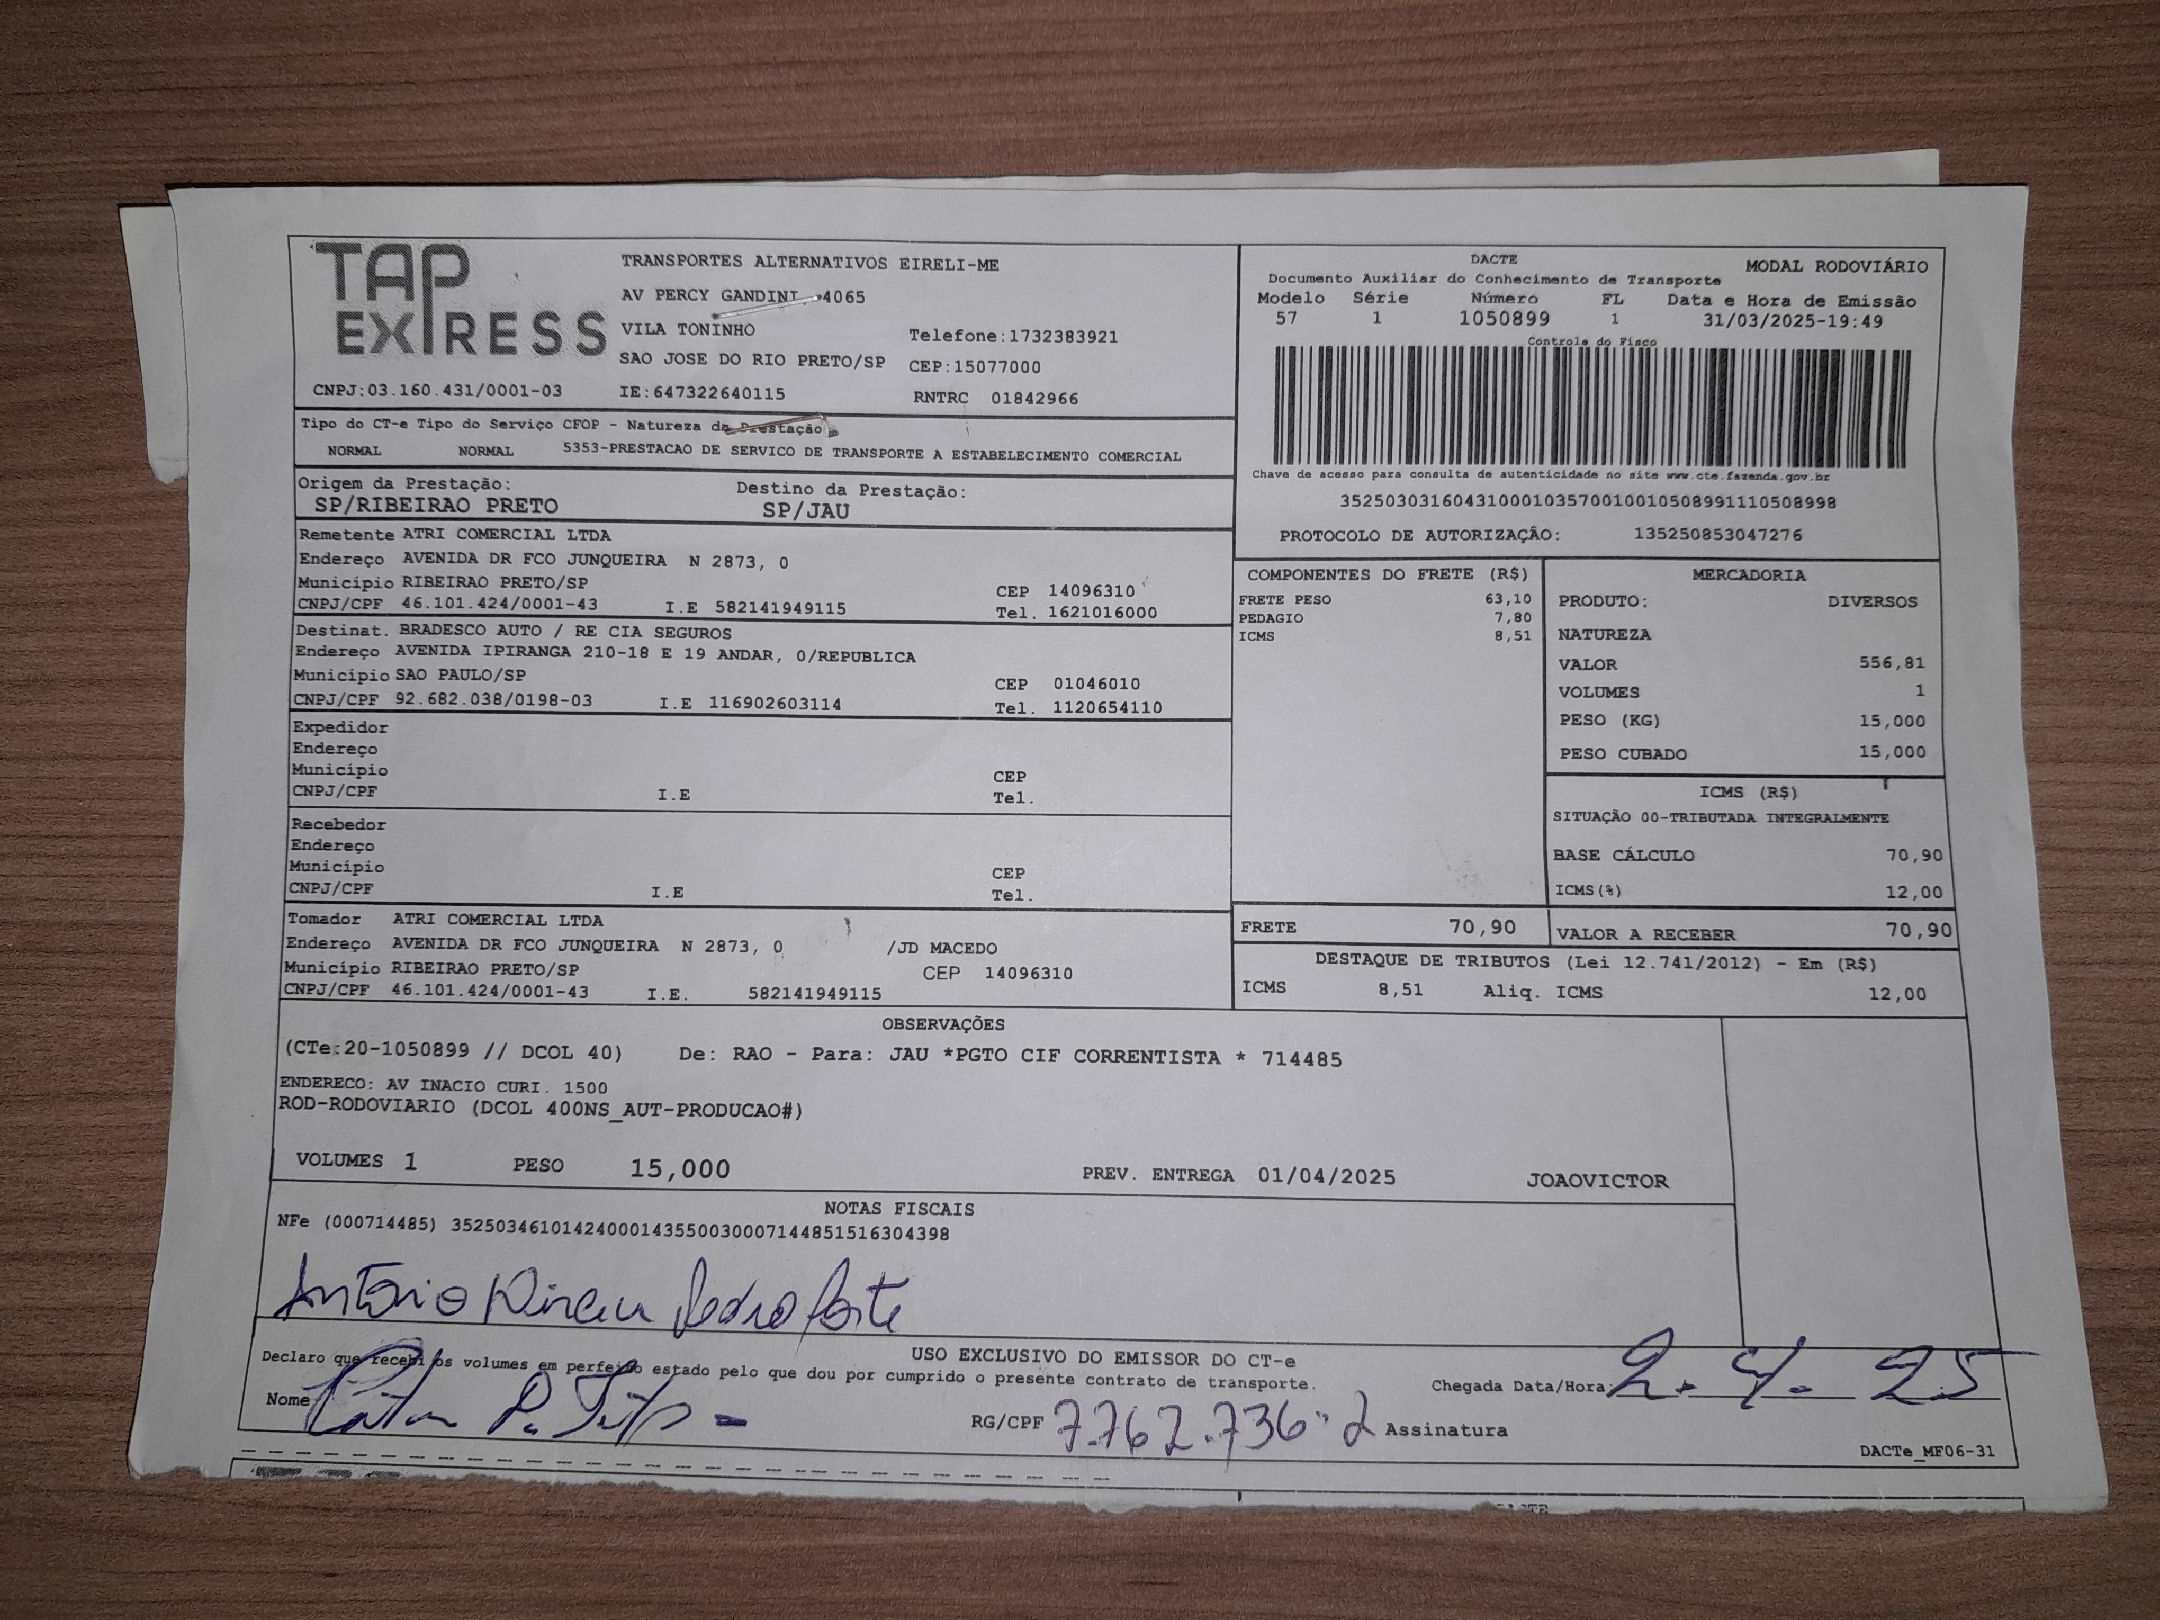 TAP EXPRESS
TRANSPORTES ALTERNATIVOS EIRELI-ME
AV PERCY GANDINI 4065
VILA TONINHO
Telefone:1732383921
SAO JOSE DO RIO PRETO/SP CEP:15077000
CNPJ:03.160.431/0001-03 IE:647322640115 RNTRC 01842966
DACTE MODAL RODOVIÁRIO
Documento Auxiliar do Conhecimento de Transporte
Modelo Série Número FL Data e Hora de Emissão
57 1 1050899 1 31/03/2025-19:49
Controle do Fisco
Chave de acesso para consulta de autenticidade no site www.cte.fazenda.gov.br
35250303160431000103570010010508991110508998
PROTOCOLO DE AUTORIZAÇÂO: 135250853047276
Tipo do CT-e Tipo do Serviço CFOP - Natureza da Prestação
NORMAL NORMAL 5353-PRESTACAO DE SERVICO DE TRANSPORTE A ESTABELECIMENTO COMERCIAL
Origem da Prestação: Destino da Prestação:
SP/RIBEIRAO PRETO SP/JAU
Remetente ATRI COMERCIAL LTDA
Endereço AVENIDA DR FCO JUNQUEIRA N 2873, 0
Município RIBEIRAO PRETO/SP CEP 14096310
CNPJ/CPF 46.101.424/0001-43 I.E 582141949115 Tel. 1621016000
Destinat. BRADESCO AUTO / RE CIA SEGUROS
Endereço AVENIDA IPIRANGA 210-18 E 19 ANDAR, 0/REPUBLICA
Município SAO PAULO/SP CEP 01046010
CNPJ/CPF 92.682.038/0198-03 I.E 116902603114 Tel. 1120654110
Expedidor
Endereço
Município CEP
CNPJ/CPF I.E Tel.
Recebedor
Endereço
Município CEP
CNPJ/CPF I.E Tel.
Tomador ATRI COMERCIAL LTDA
Endereço AVENIDA DR FCO JUNQUEIRA N 2873, 0 /JD MACEDO
Município RIBEIRAO PRETO/SP CEP 14096310
CNPJ/CPF 46.101.424/0001-43 I.E. 582141949115
COMPONENTES DO FRETE (R$)
FRETE PESO 63,10
PEDAGIO 7,80
ICMS 8,51
MERCADORIA
PRODUTO: DIVERSOS
NATUREZA
VALOR 556,81
VOLUMES 1
PESO (KG) 15,000
PESO CUBADO 15,000
ICMS (R$)
SITUAÇÃO 00-TRIBUTADA INTEGRALMENTE
BASE CÁLCULO 70,90
ICMS(%) 12,00
FRETE 70,90 VALOR A RECEBER 70,90
DESTAQUE DE TRIBUTOS (Lei 12.741/2012) - Em (R$)
ICMS 8,51 Aliq. ICMS 12,00
OBSERVAÇÕES
(CTe:20-1050899 // DCOL 40) De: RAO - Para: JAU *PGTO CIF CORRENTISTA * 714485
ENDERECO: AV INACIO CURI. 1500
ROD-RODOVIARIO (DCOL 400NS_AUT-PRODUCAO#)
VOLUMES 1 PESO 15,000 PREV. ENTREGA 01/04/2025 JOAOVICTOR
NOTAS FISCAIS
NFe (000714485) 35250346101424000143550030007144851516304398
Antônio Dirceu
USO EXCLUSIVO DO EMISSOR DO CT-e
Declaro que recebi os volumes em perfeito estado pelo que dou por cumprido o presente contrato de transporte.
Chegada Data/Hora: 2.4.25
Nome
RG/CPF 7.762.736-2 Assinatura
DACTe_MF06-31